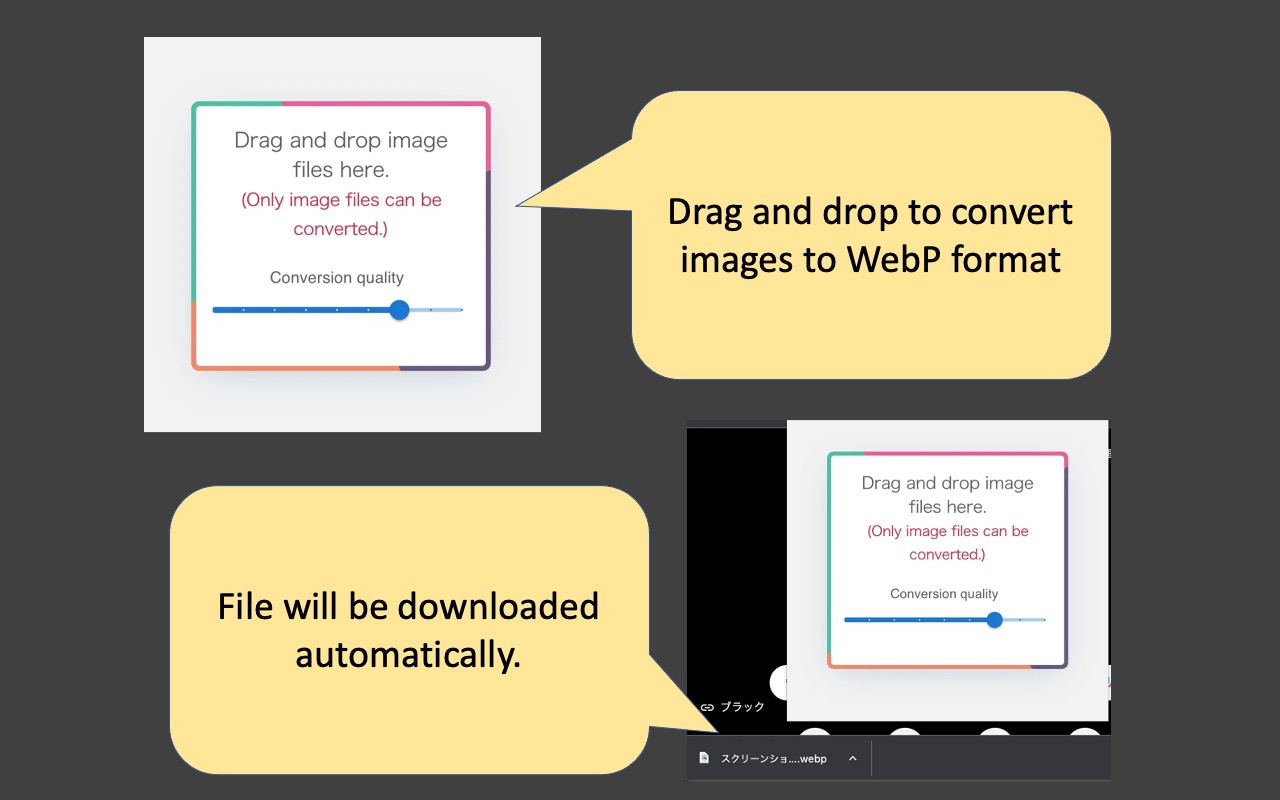 Drag and drop image
files here.
(Only image files can be
converted.)
Conversion quality
Drag and drop to convert
images to WebP format
File will be downloaded
automatically.
Drag and drop image
files here.
(Only image files can be
converted.)
Conversion quality
ブラック
スクリーンショ....webp